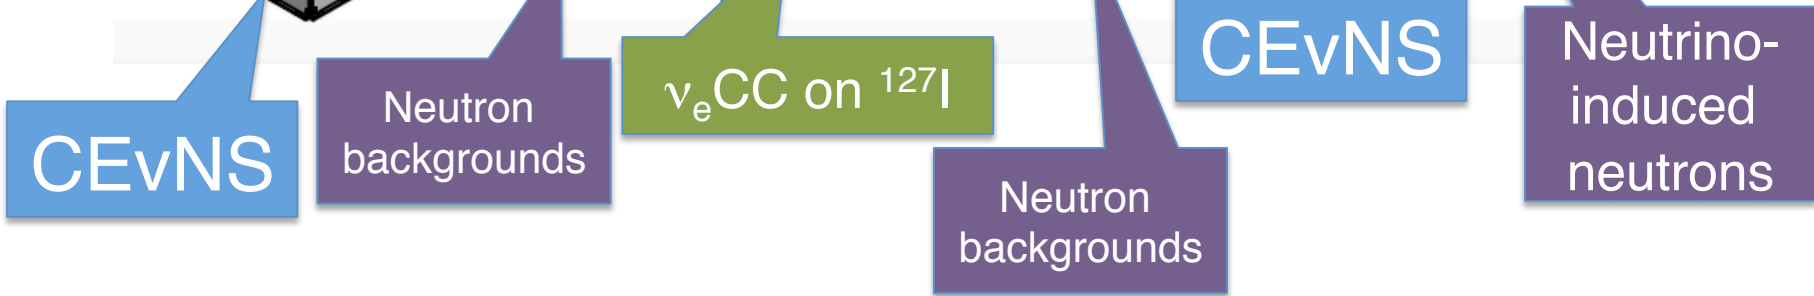 CEvNS
Neutron
backgrounds
νₑCC on ¹²⁷I
Neutron
backgrounds
CEvNS
Neutrino-
induced
neutrons